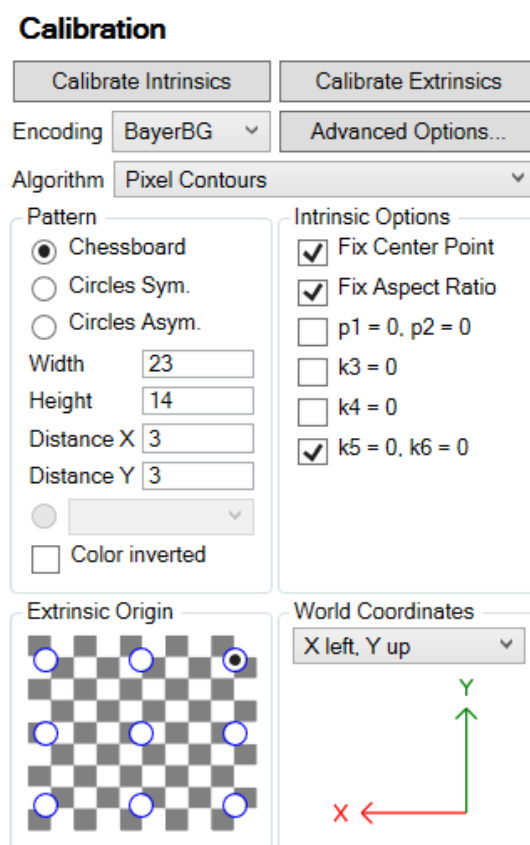 Calibration
Calibrate Intrinsics
Calibrate Extrinsics
Encoding BayerBG
Advanced Options...
Algorithm Pixel Contours
Pattern
Chessboard
Circles Sym.
Circles Asym.
Width 23
Height 14
Distance X 3
Distance Y 3
Color inverted
Intrinsic Options
Fix Center Point
Fix Aspect Ratio
p1 = 0, p2 = 0
k3 = 0
k4 = 0
k5 = 0, k6 = 0
Extrinsic Origin
World Coordinates
X left, Y up
Y
X